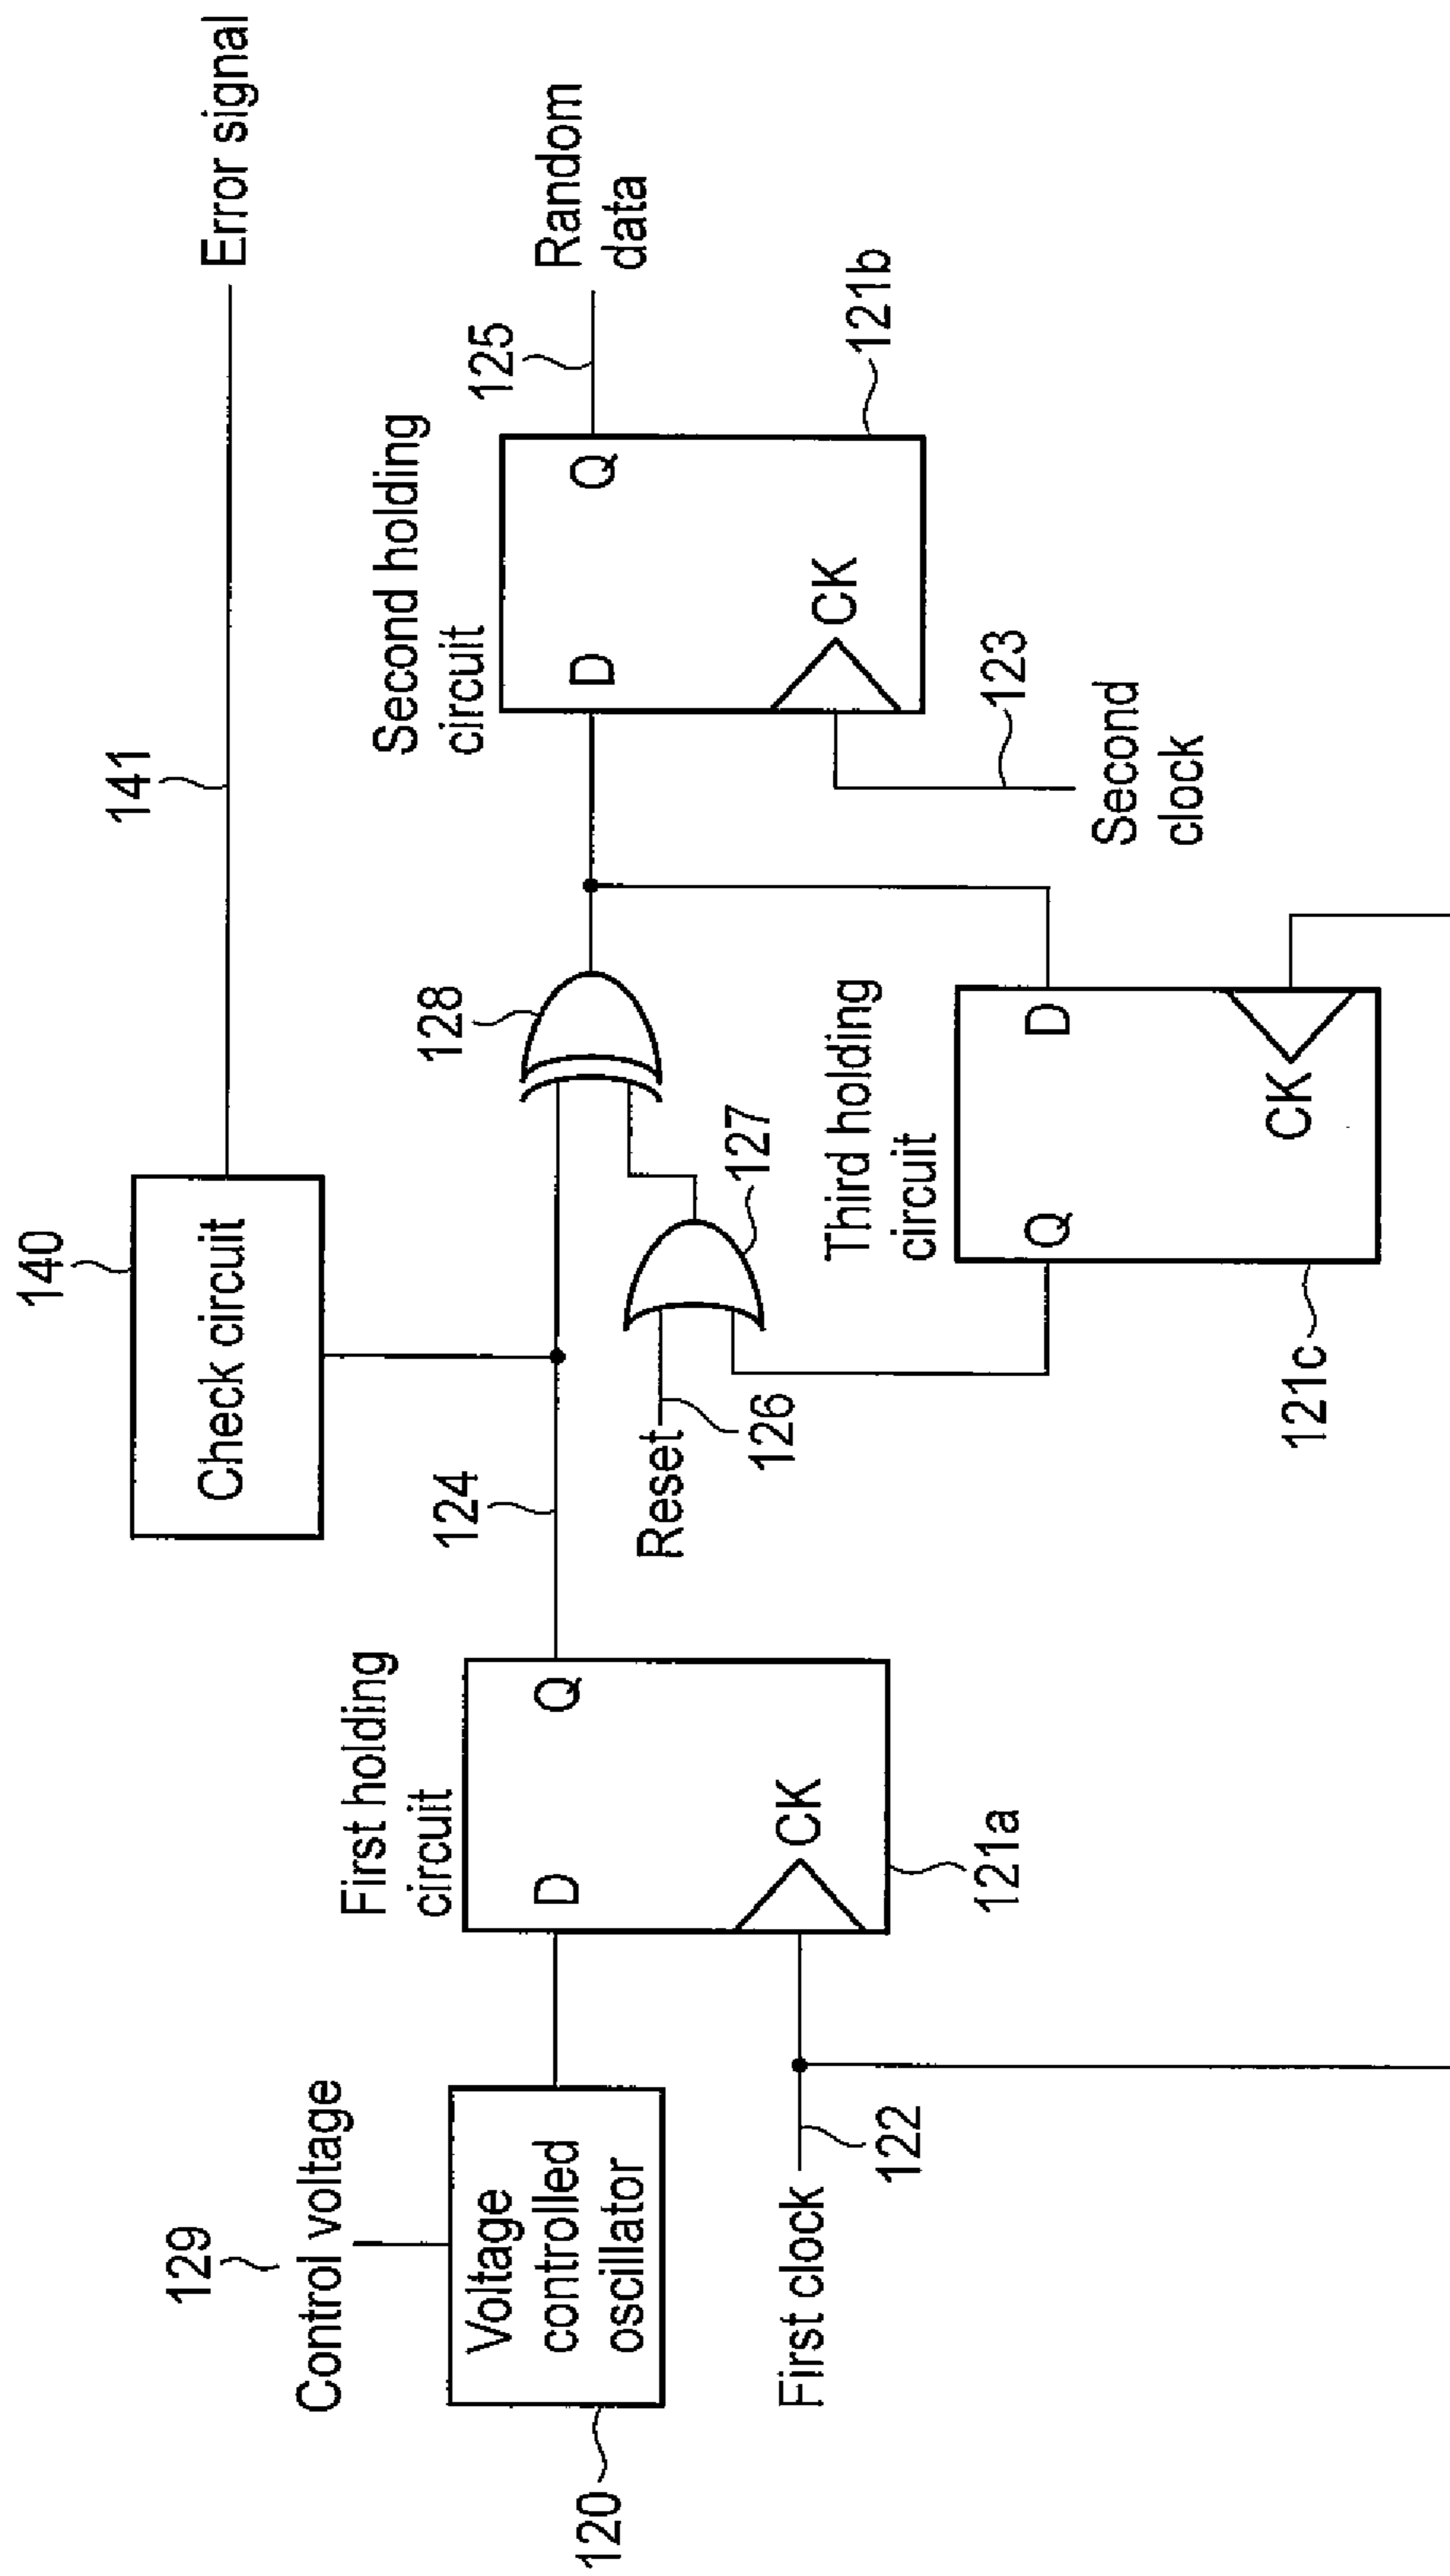 140
Check circuit
141
Error signal
129
Control voltage
Voltage
controlled
oscillator
120
First clock
122
First holding
circuit
D
Q
CK
121a
124
Reset
126
127
128
Third holding
circuit
Q
D
CK
121c
Second holding
circuit
D
Q
CK
121b
125
Random
data
123
Second
clock